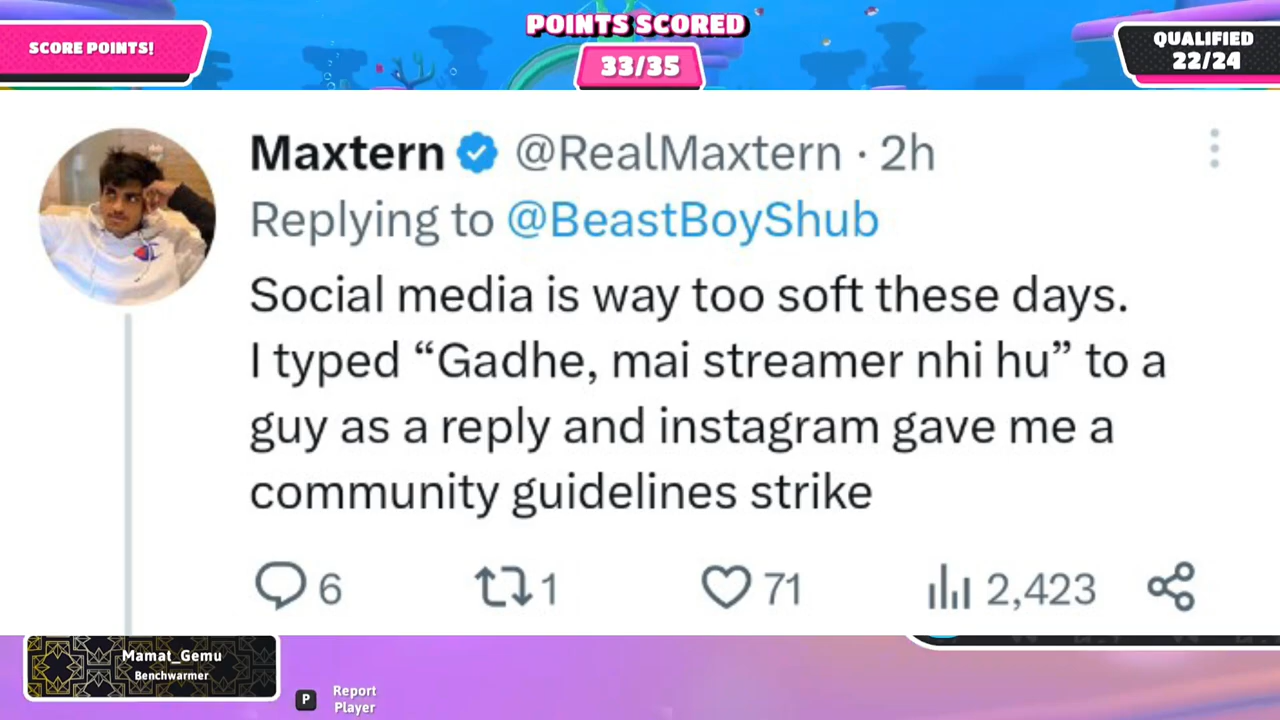 POINTS SCORED
SCORE POINTS!
33/35
QUALIFIED
22/24
Maxtern @RealMaxtern · 2h
Replying to @BeastBoyShub
Social media is way too soft these days.
I typed “Gadhe, mai streamer nhi hu” to a
guy as a reply and instagram gave me a
community guidelines strike
6 1 71 2,423
Mamat_Gemu
Benchwarmer
P Report
Player